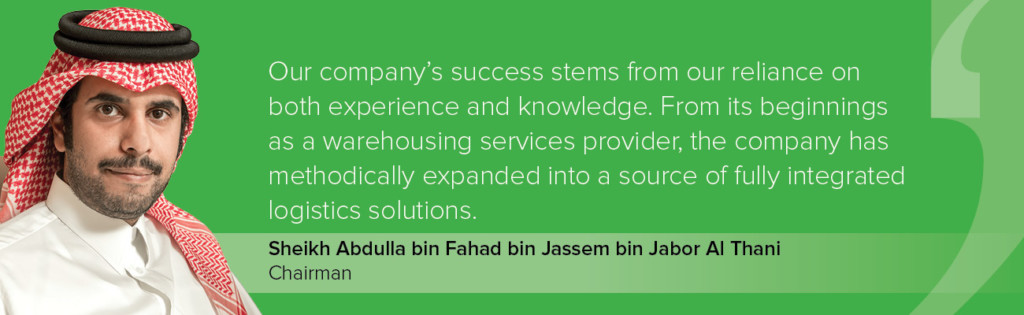 Our company’s success stems from our reliance on
both experience and knowledge. From its beginnings
as a warehousing services provider, the company has
methodically expanded into a source of fully integrated
logistics solutions.
Sheikh Abdulla bin Fahad bin Jassem bin Jabor Al Thani
Chairman